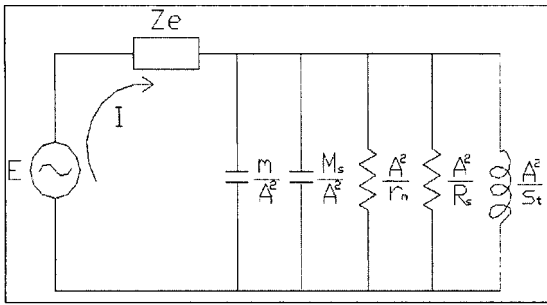 Ze
I
E
m/A²
Mₛ/A²
A²/rₙ
A²/Rₛ
A²/Sₜ